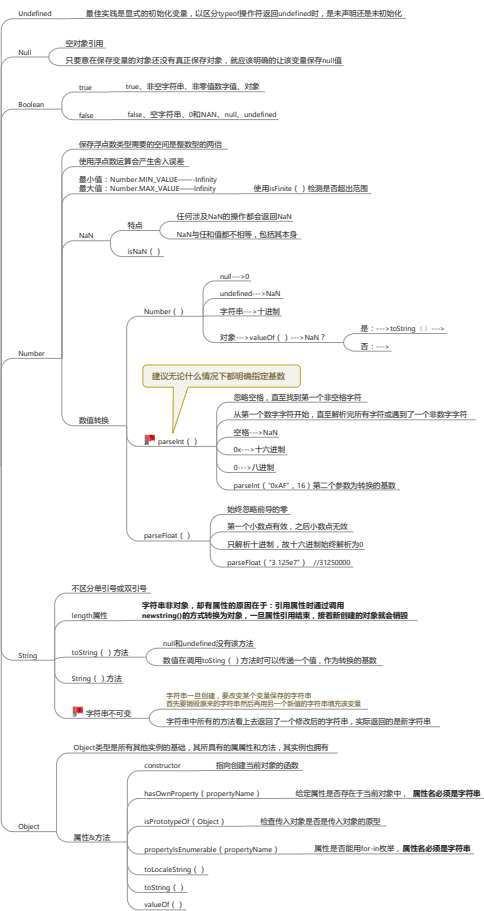 Undefined
最佳实践是显式的初始化变量，以区分typeof操作符返回undefined时，是未声明还是未初始化
Null
空对象引用
只要意在保存变量的对象还没有真正保存对象，就应该明确的让该变量保存null值
Boolean
true
true、非空字符串、非零值数字值、对象
false
false、空字符串、0和NAN、null、undefined
Number
保存浮点数类型需要的空间是整数型的两倍
使用浮点数运算会产生舍入误差
最小值：Number.MIN_VALUE——-Infinity
最大值：Number.MAX_VALUE——Infinity
使用isFinite（ ）检测是否超出范围
NaN
特点
任何涉及NaN的操作都会返回NaN
NaN与任和值都不相等，包括其本身
isNaN（ ）
数值转换
Number（ ）
null--->0
undefined--->NaN
字符串--->十进制
对象--->valueOf（ ）--->NaN？
是：--->toString（ ）--->
否：--->
建议无论什么情况下都明确指定基数
parseInt（ ）
忽略空格，直至找到第一个非空格字符
从第一个数字字符开始，直至解析完所有字符或遇到了一个非数字字符
空格--->NaN
0x--->十六进制
0--->八进制
parseint（"0xAF"，16）第二个参数为转换的基数
parseFloat（ ）
始终忽略前导的零
第一个小数点有效，之后小数点无效
只解析十进制，故十六进制始终解析为0
parseFloat（"3.125e7"） //31250000
String
不区分单引号或双引号
length属性
字符串非对象，却有属性的原因在于：引用属性时通过调用
newstring()的方式转换为对象，一旦属性引用结束，接着新创建的对象就会销毁
toString（ ）方法
null和undefined没有该方法
数值在调用toSting（ ）方法时可以传递一个值，作为转换的基数
String（ ）方法
字符串不可变
字符串一旦创建，要改变某个变量保存的字符串
首先要销毁原来的字符串然后再用另一个新值的字符串填充该变量
字符串中所有的方法看上去返回了一个修改后的字符串，实际返回的是新字符串
Object
Object类型是所有其他实例的基础，其所具有的属属性和方法，其实例也拥有
属性&方法
constructor
指向创建当前对象的函数
hasOwnProperty（propertyName）
给定属性是否存在于当前对象中， 属性名必须是字符串
isPrototypeOf（Object）
检查传入对象是否是传入对象的原型
propertyIsEnumerable（propertyName）
属性是否能用for-in枚举，属性名必须是字符串
toLocaleString（ ）
toString（ ）
valueOf（ ）